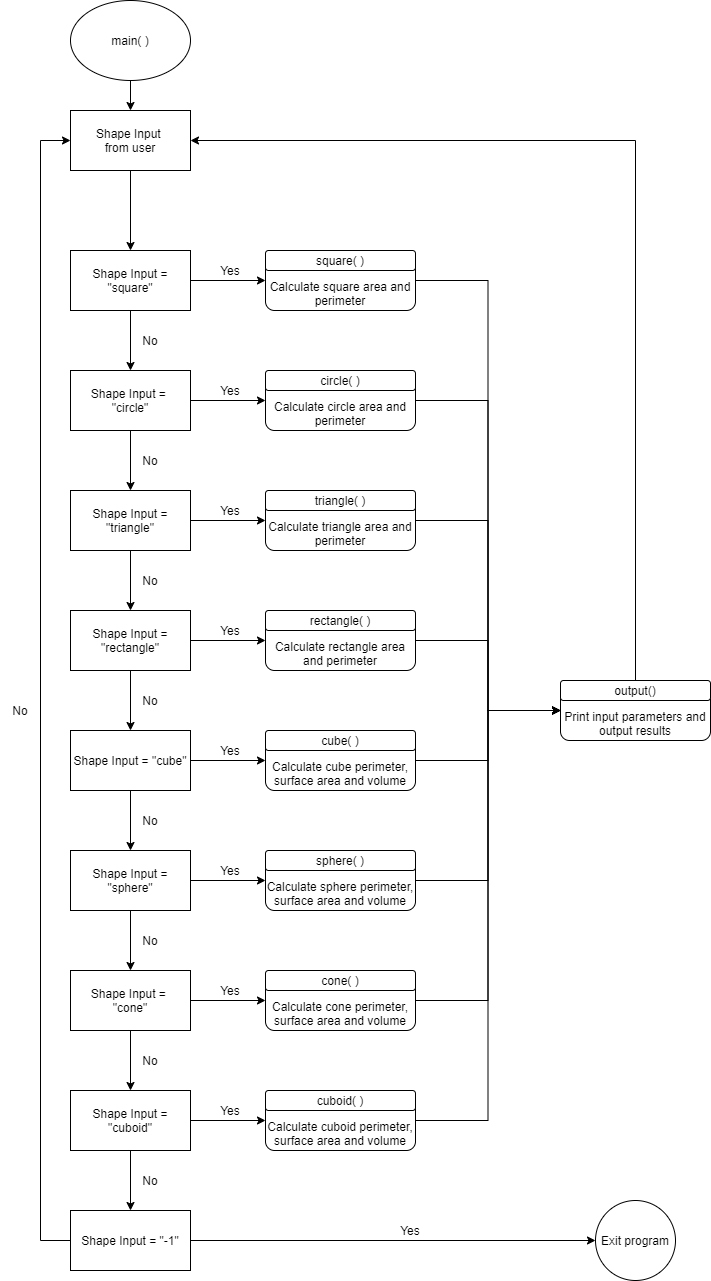 main( )
Shape Input
from user
Shape Input =
"square"
Yes
square( )
Calculate square area and
perimeter
No
Shape Input =
"circle"
Yes
circle( )
Calculate circle area and
perimeter
No
Shape Input =
"triangle"
Yes
triangle( )
Calculate triangle area and
perimeter
No
Shape Input =
"rectangle"
Yes
rectangle( )
Calculate rectangle area
and perimeter
No
No
output()
Print input parameters and
output results
Shape Input = "cube"
Yes
cube( )
Calculate cube perimeter,
surface area and volume
No
Shape Input =
"sphere"
Yes
sphere( )
Calculate sphere perimeter,
surface area and volume
No
Shape Input =
"cone"
Yes
cone( )
Calculate cone perimeter,
surface area and volume
No
Shape Input =
"cuboid"
Yes
cuboid( )
Calculate cuboid perimeter,
surface area and volume
No
Shape Input = "-1"
Yes
Exit program